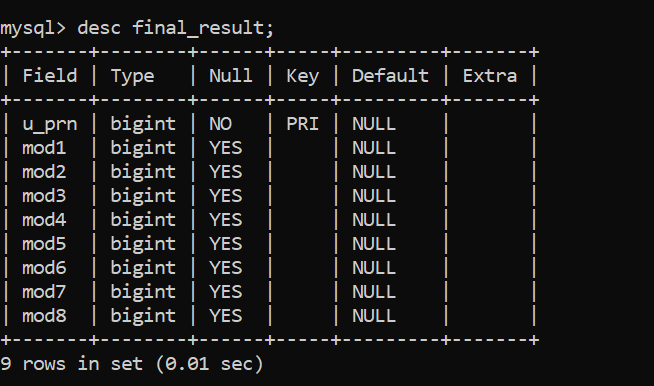 mysql> desc final_result;
+-------+--------+------+-----+---------+-------+
| Field | Type   | Null | Key | Default | Extra |
+-------+--------+------+-----+---------+-------+
| u_prn | bigint | NO   | PRI | NULL    |       |
| mod1  | bigint | YES  |     | NULL    |       |
| mod2  | bigint | YES  |     | NULL    |       |
| mod3  | bigint | YES  |     | NULL    |       |
| mod4  | bigint | YES  |     | NULL    |       |
| mod5  | bigint | YES  |     | NULL    |       |
| mod6  | bigint | YES  |     | NULL    |       |
| mod7  | bigint | YES  |     | NULL    |       |
| mod8  | bigint | YES  |     | NULL    |       |
+-------+--------+------+-----+---------+-------+
9 rows in set (0.01 sec)